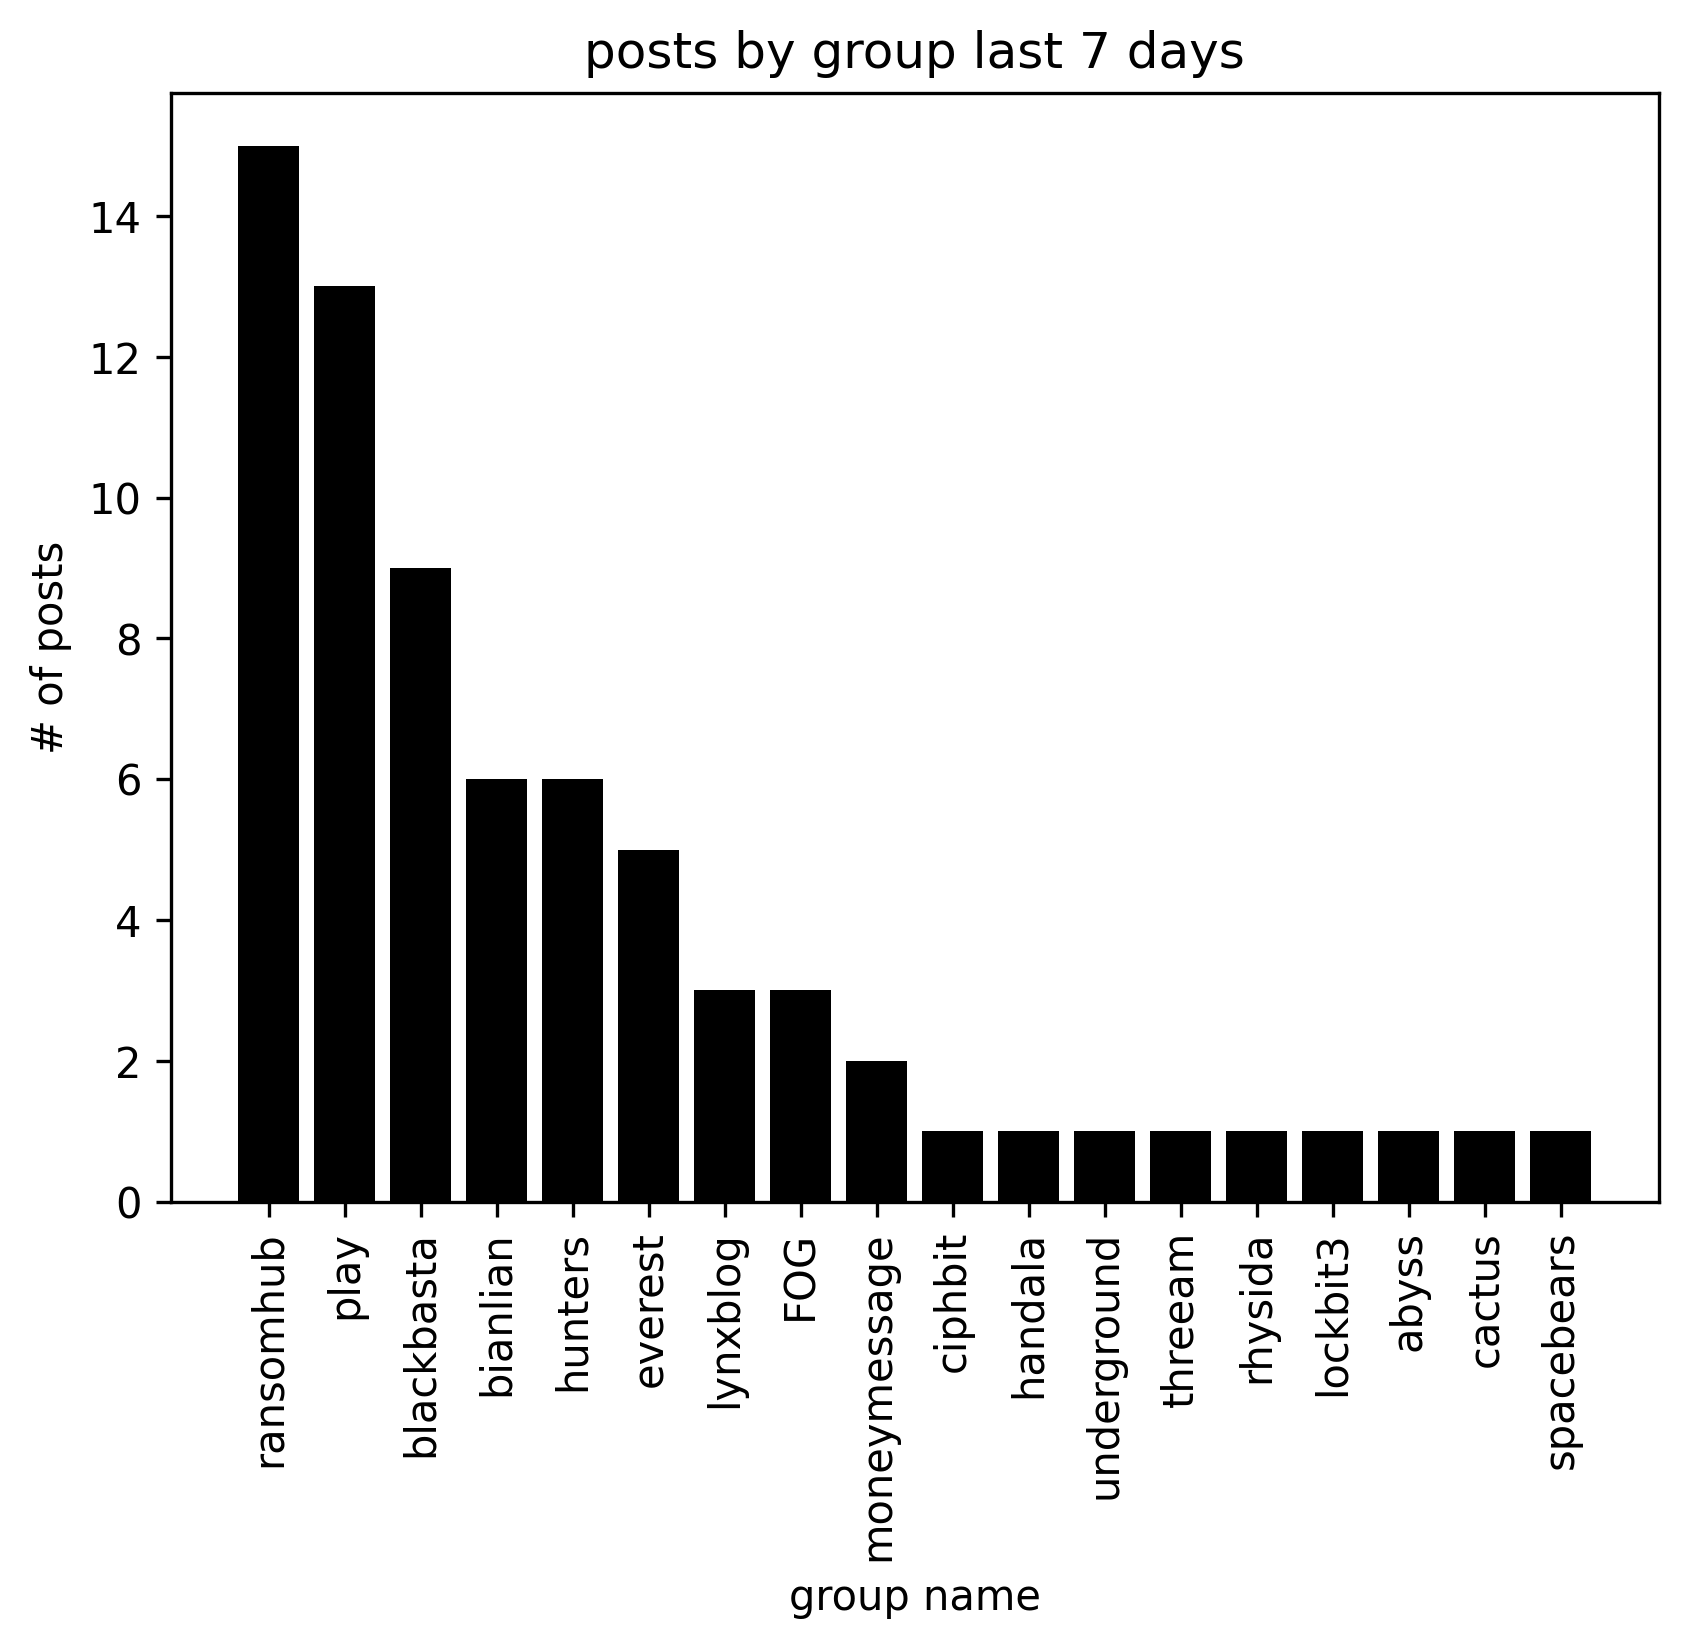 posts by group last 7 days
# of posts
14
12
10
8
6
4
2
0
ransomhub
play
blackbasta
bianlian
hunters
everest
lynxblog
FOG
moneymessage
ciphbit
handala
underground
threeam
rhysida
lockbit3
abyss
cactus
spacebears
group name